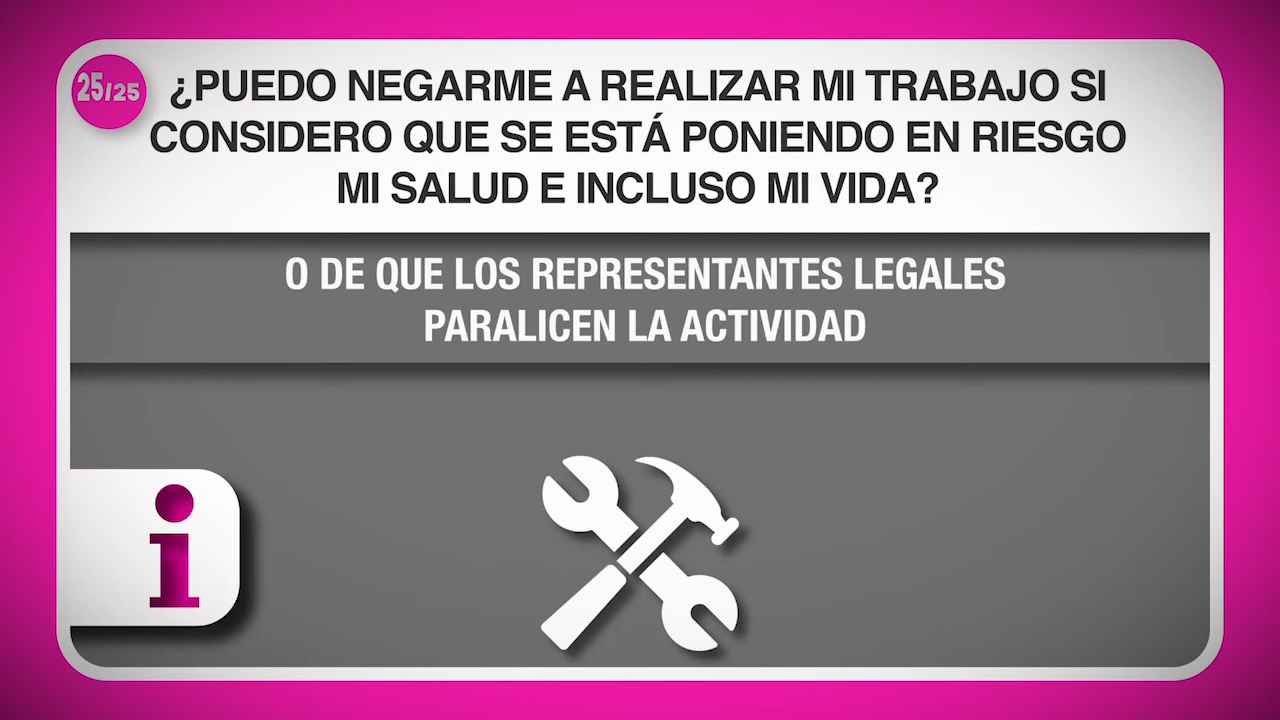 25/25
¿PUEDO NEGARME A REALIZAR MI TRABAJO SI
CONSIDERO QUE SE ESTÁ PONIENDO EN RIESGO
MI SALUD E INCLUSO MI VIDA?
O DE QUE LOS REPRESENTANTES LEGALES
PARALICEN LA ACTIVIDAD
i